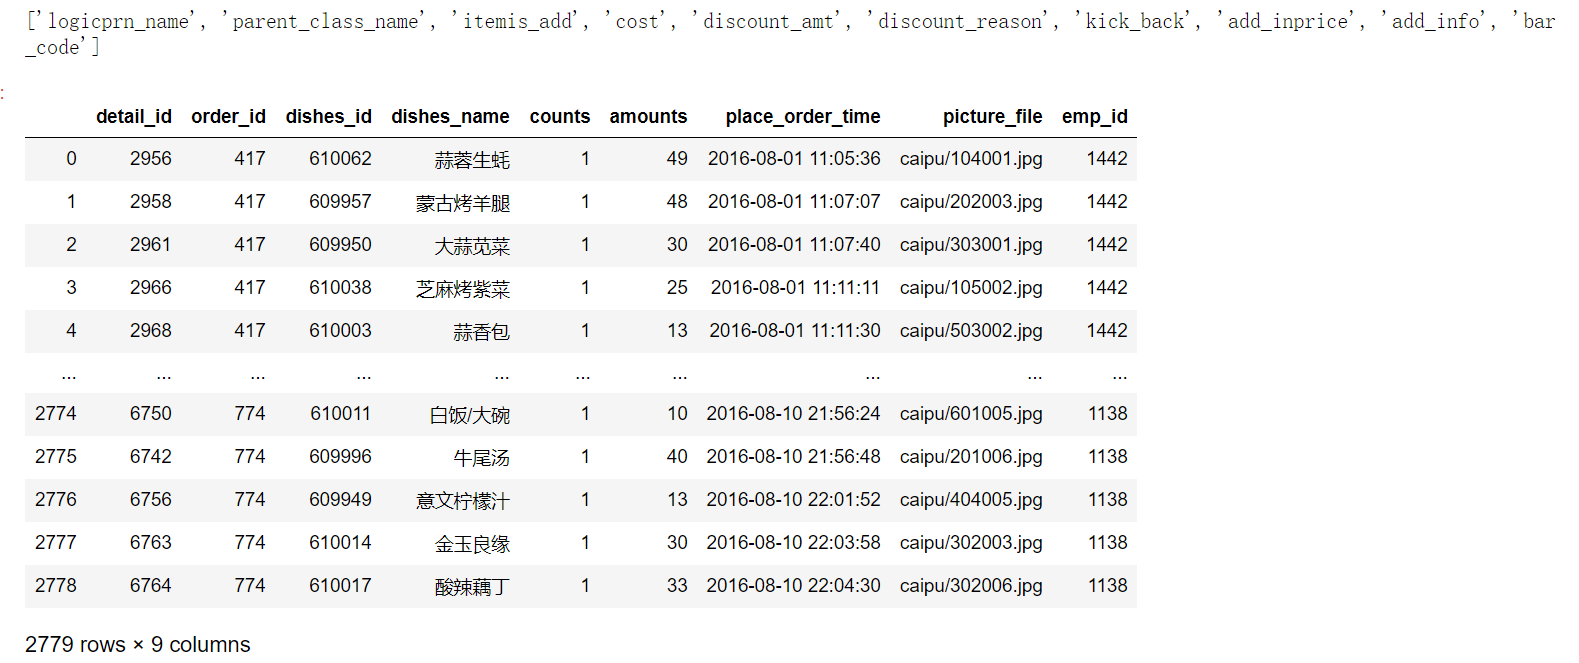 ['logicprn_name', 'parent_class_name', 'itemis_add', 'cost', 'discount_amt', 'discount_reason', 'kick_back', 'add_inprice', 'add_info', 'bar
_code']
:
detail_id order_id dishes_id dishes_name counts amounts place_order_time picture_file emp_id
0 2956 417 610062 蒜蓉生蚝 1 49 2016-08-01 11:05:36 caipu/104001.jpg 1442
1 2958 417 609957 蒙古烤羊腿 1 48 2016-08-01 11:07:07 caipu/202003.jpg 1442
2 2961 417 609950 大蒜苋菜 1 30 2016-08-01 11:07:40 caipu/303001.jpg 1442
3 2966 417 610038 芝麻烤紫菜 1 25 2016-08-01 11:11:11 caipu/105002.jpg 1442
4 2968 417 610003 蒜香包 1 13 2016-08-01 11:11:30 caipu/503002.jpg 1442
... ... ... ... ... ... ... ... ... ...
2774 6750 774 610011 白饭/大碗 1 10 2016-08-10 21:56:24 caipu/601005.jpg 1138
2775 6742 774 609996 牛尾汤 1 40 2016-08-10 21:56:48 caipu/201006.jpg 1138
2776 6756 774 609949 意文柠檬汁 1 13 2016-08-10 22:01:52 caipu/404005.jpg 1138
2777 6763 774 610014 金玉良缘 1 30 2016-08-10 22:03:58 caipu/302003.jpg 1138
2778 6764 774 610017 酸辣藕丁 1 33 2016-08-10 22:04:30 caipu/302006.jpg 1138
2779 rows × 9 columns